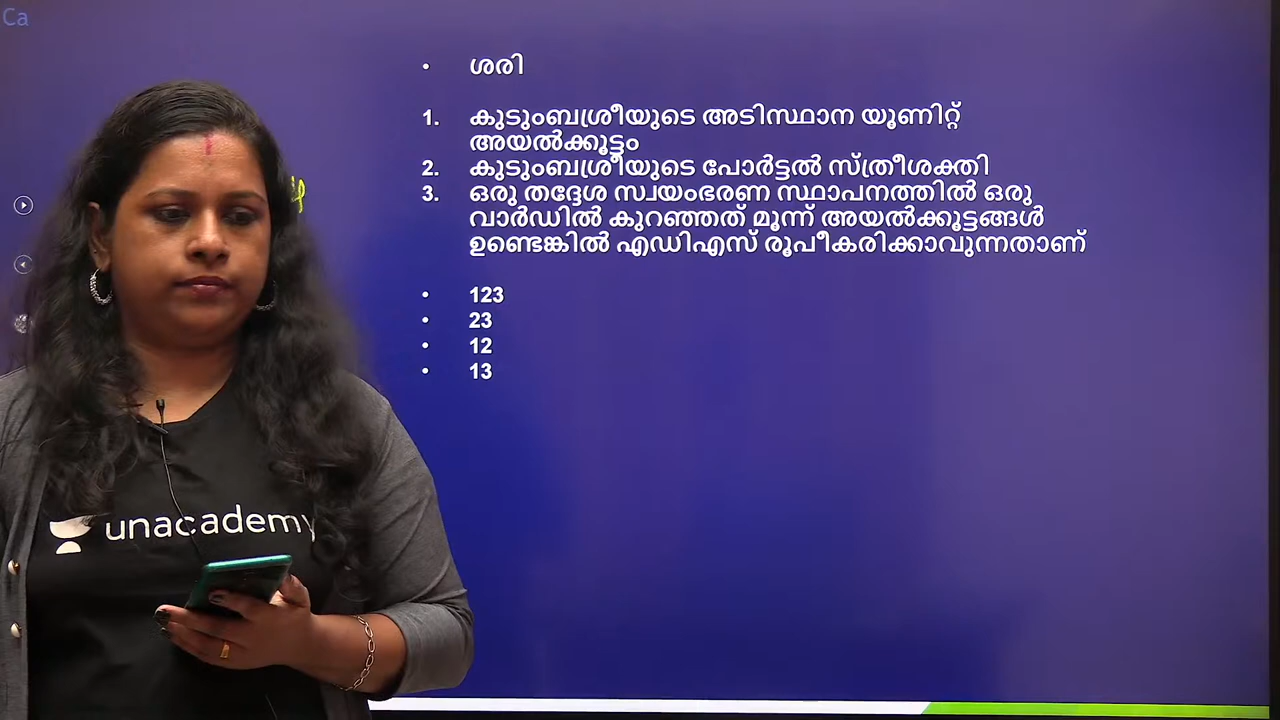 Ca
• ശരി
1. കുടുംബശ്രീയുടെ അടിസ്ഥാന യൂണിറ്റ്
അയൽക്കൂട്ടം
2. കുടുംബശ്രീയുടെ പോർട്ടൽ സ്ത്രീശക്തി
3. ഒരു തദ്ദേശ സ്വയംഭരണ സ്ഥാപനത്തിൽ ഒരു
വാർഡിൽ കുറഞ്ഞത് മൂന്ന് അയൽക്കൂട്ടങ്ങൾ
ഉണ്ടെങ്കിൽ എഡിഎസ് രൂപീകരിക്കാവുന്നതാണ്
• 123
• 23
• 12
• 13
unacademy